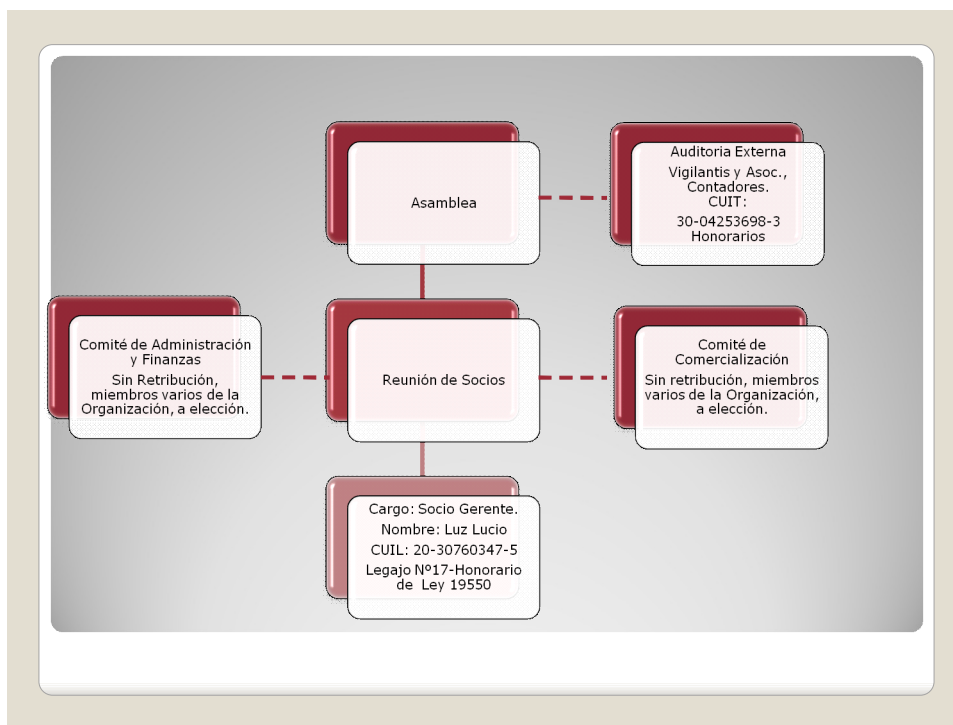 Asamblea
Auditoria Externa
Vigilantis y Asoc.,
Contadores.
CUIT:
30-04253698-3
Honorarios
Comité de Administración
y Finanzas
Sin Retribución,
miembros varios de la
Organización, a elección.
Reunión de Socios
Comité de
Comercialización
Sin retribución, miembros
varios de la Organización,
a elección.
Cargo: Socio Gerente.
Nombre: Luz Lucio
CUIL: 20-30760347-5
Legajo Nº17-Honorario
de Ley 19550